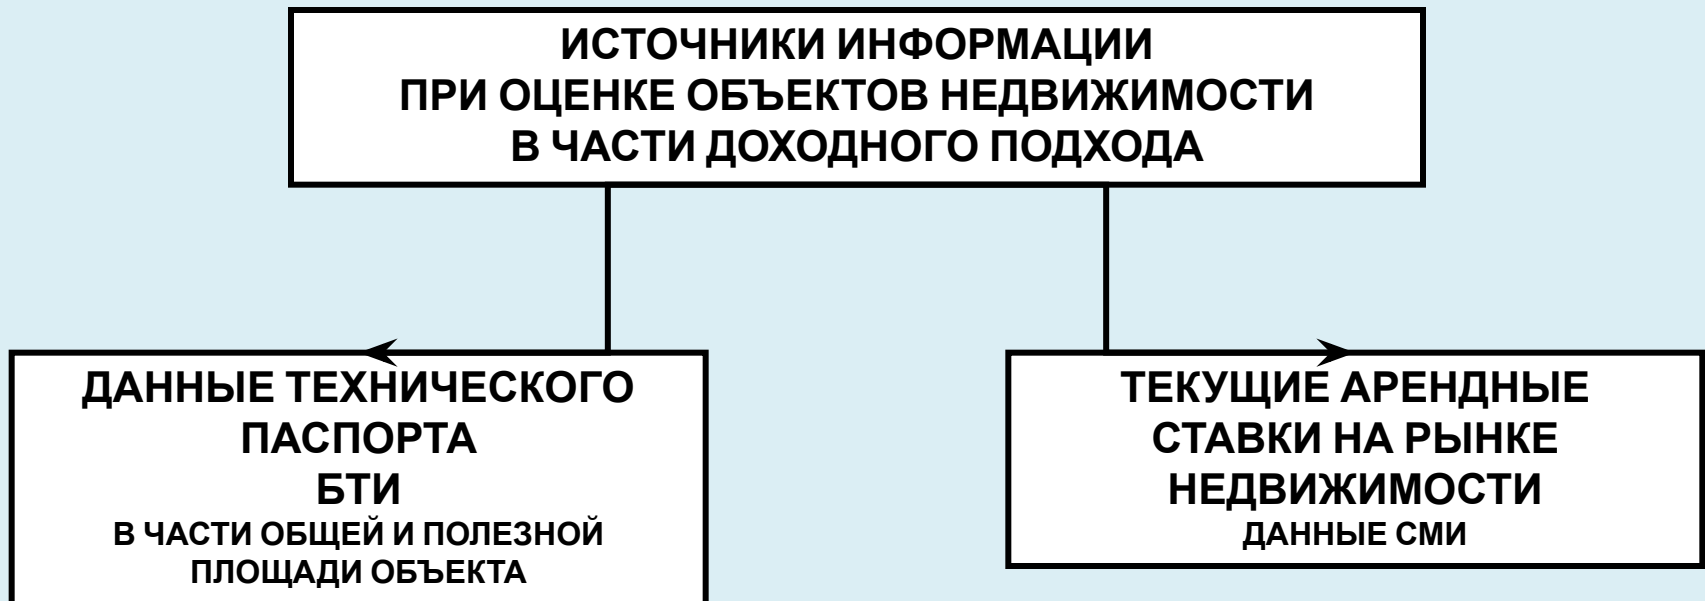 ИСТОЧНИКИ ИНФОРМАЦИИ
ПРИ ОЦЕНКЕ ОБЪЕКТОВ НЕДВИЖИМОСТИ
В ЧАСТИ ДОХОДНОГО ПОДХОДА
ДАННЫЕ ТЕХНИЧЕСКОГО
ПАСПОРТА
БТИ
В ЧАСТИ ОБЩЕЙ И ПОЛЕЗНОЙ
ПЛОЩАДИ ОБЪЕКТА
ТЕКУЩИЕ АРЕНДНЫЕ
СТАВКИ НА РЫНКЕ
НЕДВИЖИМОСТИ
ДАННЫЕ СМИ